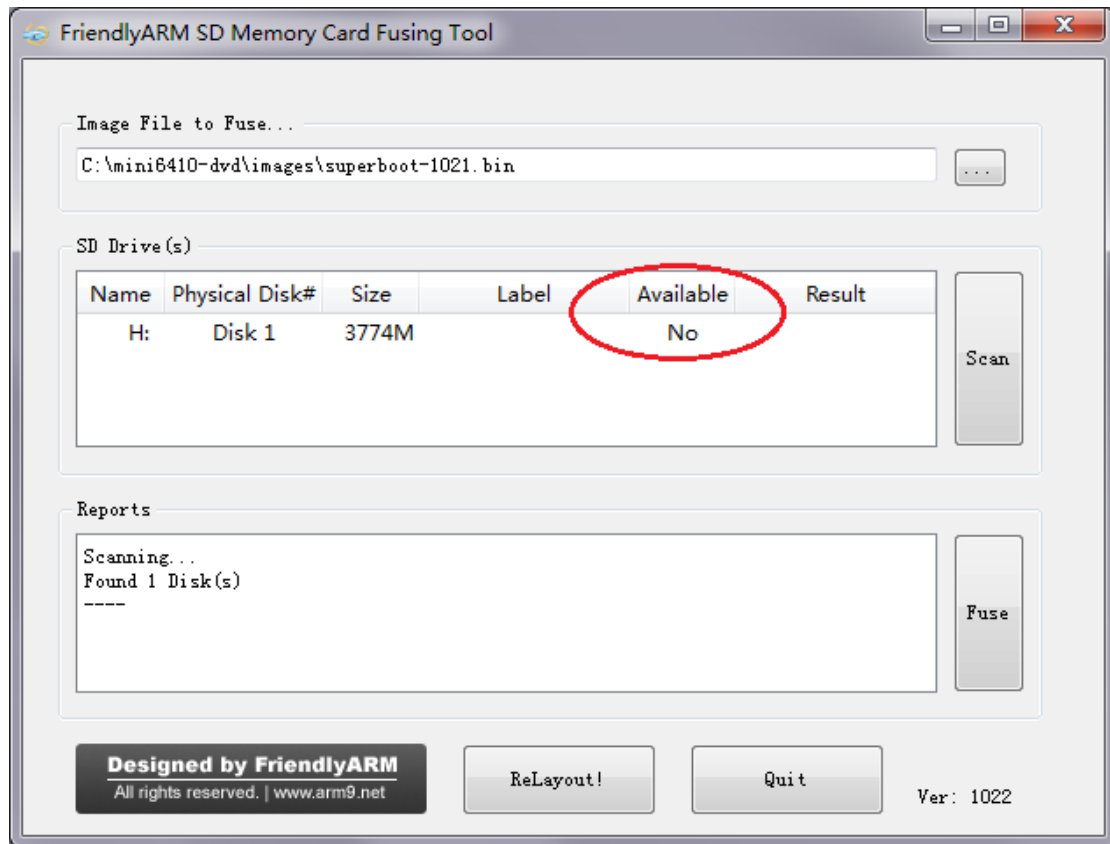 FriendlyARM SD Memory Card Fusing Tool
Image File to Fuse...
C:\mini6410-dvd\images\superboot-1021.bin
...
SD Drive(s)
Name Physical Disk# Size Label Available Result
H: Disk 1 3774M No
Scan
Reports
Scanning...
Found 1 Disk(s)
----
Fuse
Designed by FriendlyARM
All rights reserved. | www.arm9.net
ReLayout!
Quit
Ver: 1022